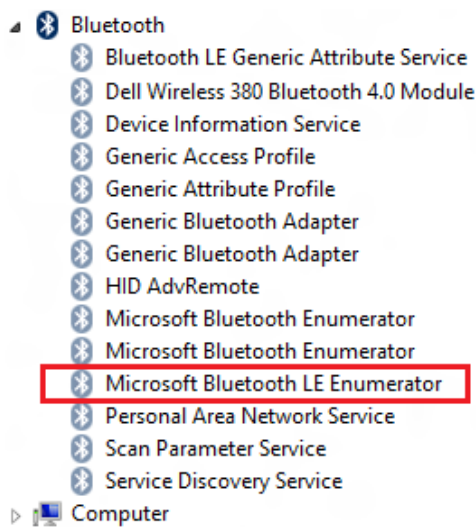 Bluetooth
Bluetooth LE Generic Attribute Service
Dell Wireless 380 Bluetooth 4.0 Module
Device Information Service
Generic Access Profile
Generic Attribute Profile
Generic Bluetooth Adapter
Generic Bluetooth Adapter
HID AdvRemote
Microsoft Bluetooth Enumerator
Microsoft Bluetooth Enumerator
Microsoft Bluetooth LE Enumerator
Personal Area Network Service
Scan Parameter Service
Service Discovery Service
Computer